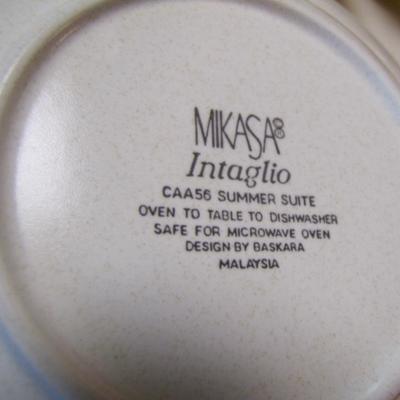 MIKASA®
Intaglio
CAA56 SUMMER SUITE
OVEN TO TABLE TO DISHWASHER
SAFE FOR MICROWAVE OVEN
DESIGN BY BASKARA
MALAYSIA